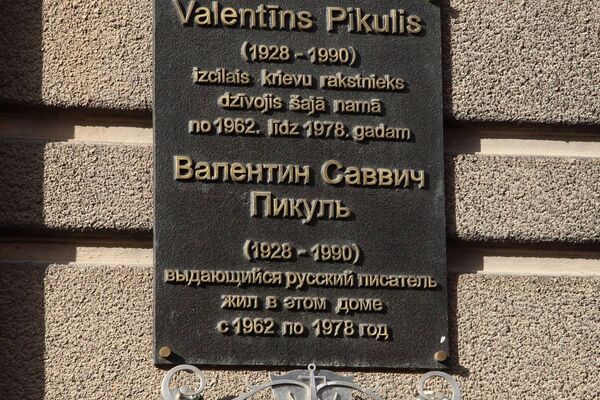 Valentīns Pikulis
(1928 - 1990)
izcilais krievu rakstnieks
dzīvojis šajā namā
no 1962. līdz 1978. gadam
Валентин Саввич
Пикуль
(1928 - 1990)
выдающийся русский писатель
жил в этом доме
с 1962 по 1978 год